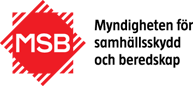 MSB
Myndigheten för
samhällsskydd
och beredskap